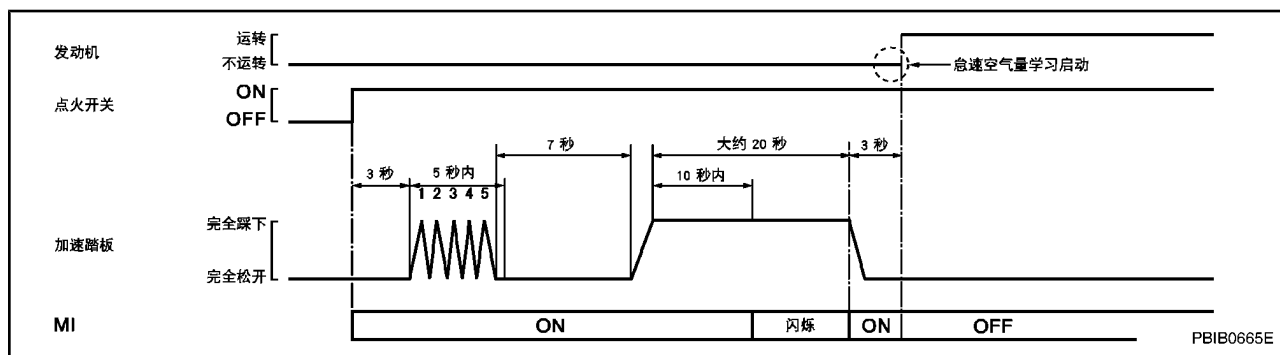 发动机
运转
不运转
怠速空气量学习启动
点火开关
ON
OFF
3 秒
5 秒内
7 秒
大约 20 秒
10 秒内
3 秒
1 2 3 4 5
加速踏板
完全踩下
完全松开
MI
ON
闪烁
ON
OFF
PBIB0665E